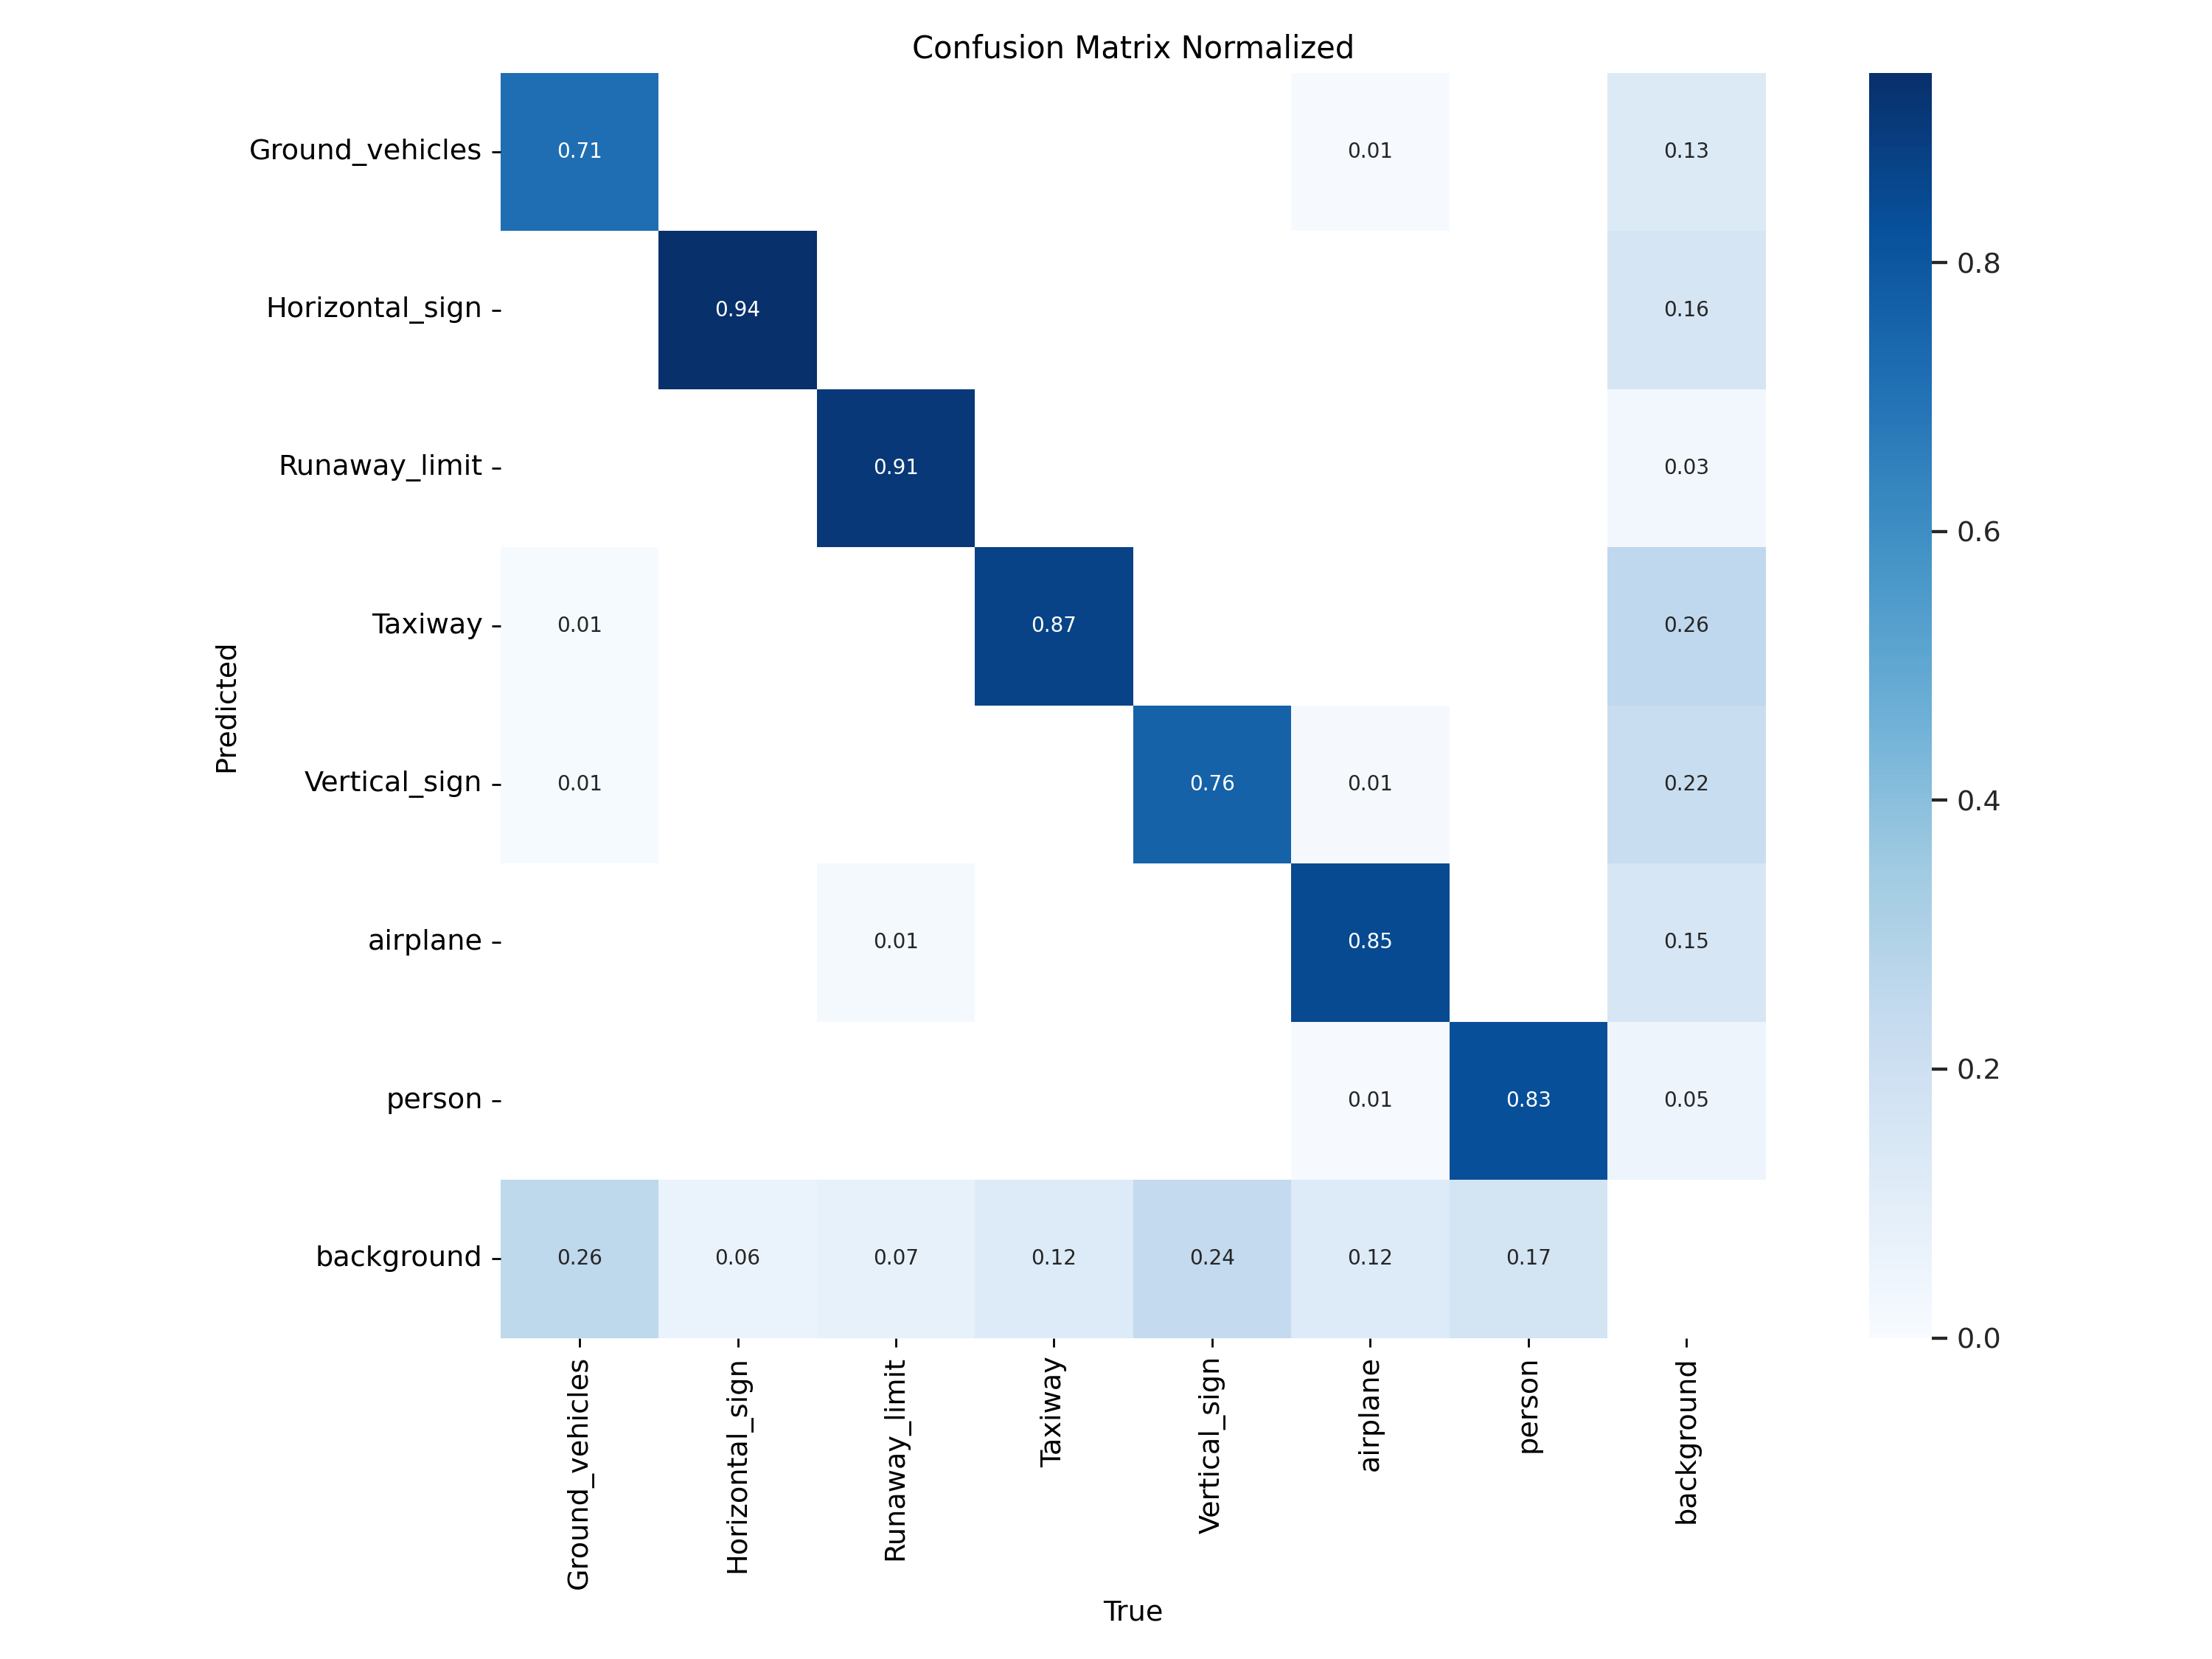 Confusion Matrix Normalized
Ground_vehicles 0.71 0.01 0.13
Horizontal_sign 0.94 0.16
Runaway_limit 0.91 0.03
Taxiway 0.01 0.87 0.26
Vertical_sign 0.01 0.76 0.01 0.22
airplane 0.01 0.85 0.15
person 0.01 0.83 0.05
background 0.26 0.06 0.07 0.12 0.24 0.12 0.17
Predicted
Ground_vehicles
Horizontal_sign
Runaway_limit
Taxiway
Vertical_sign
airplane
person
background
True
0.8
0.6
0.4
0.2
0.0